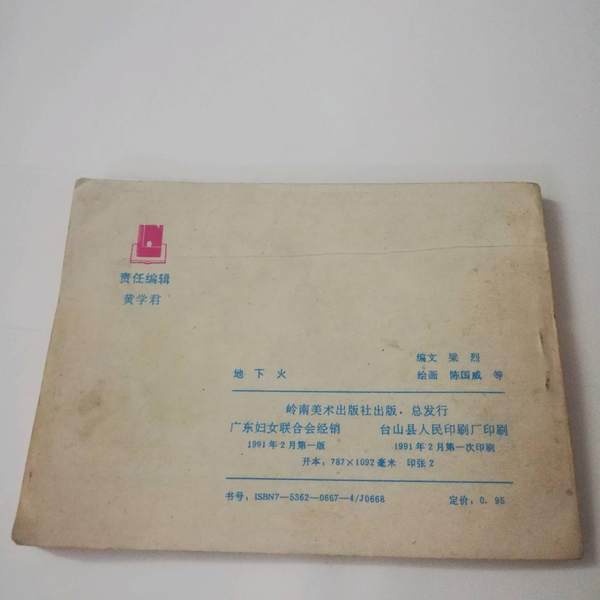 责任编辑
黄学君
编文 梁烈
地下火 绘画 陈国威 等
岭南美术出版社出版．总发行
广东妇女联合会经销 台山县人民印刷厂印刷
1991年2月第一版 1991年2月第一次印刷
开本：787×1092毫米 印张2
书号：ISBN7—5362—0667—4/J0668 定价：0.95